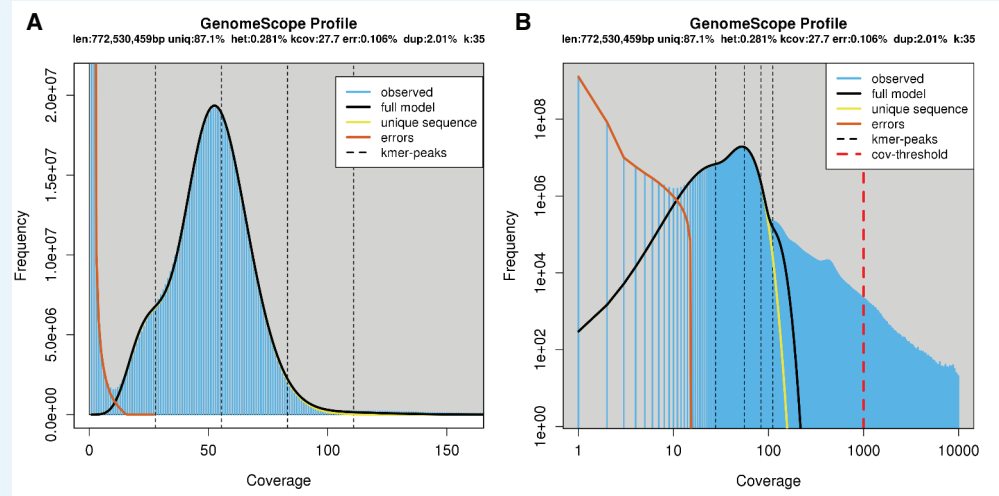 A
GenomeScope Profile
len:772,530,459bp uniq:87.1% het:0.281% kcov:27.7 err:0.106% dup:2.01% k:35
2.0e+07
1.5e+07
1.0e+07
5.0e+06
0.0e+00
Frequency
observed
full model
unique sequence
errors
kmer-peaks
0
50
100
150
Coverage
B
GenomeScope Profile
len:772,530,459bp uniq:87.1% het:0.281% kcov:27.7 err:0.106% dup:2.01% k:35
1e+08
1e+06
1e+04
1e+02
1e+00
Frequency
observed
full model
unique sequence
errors
kmer-peaks
cov-threshold
1
10
100
1000
10000
Coverage